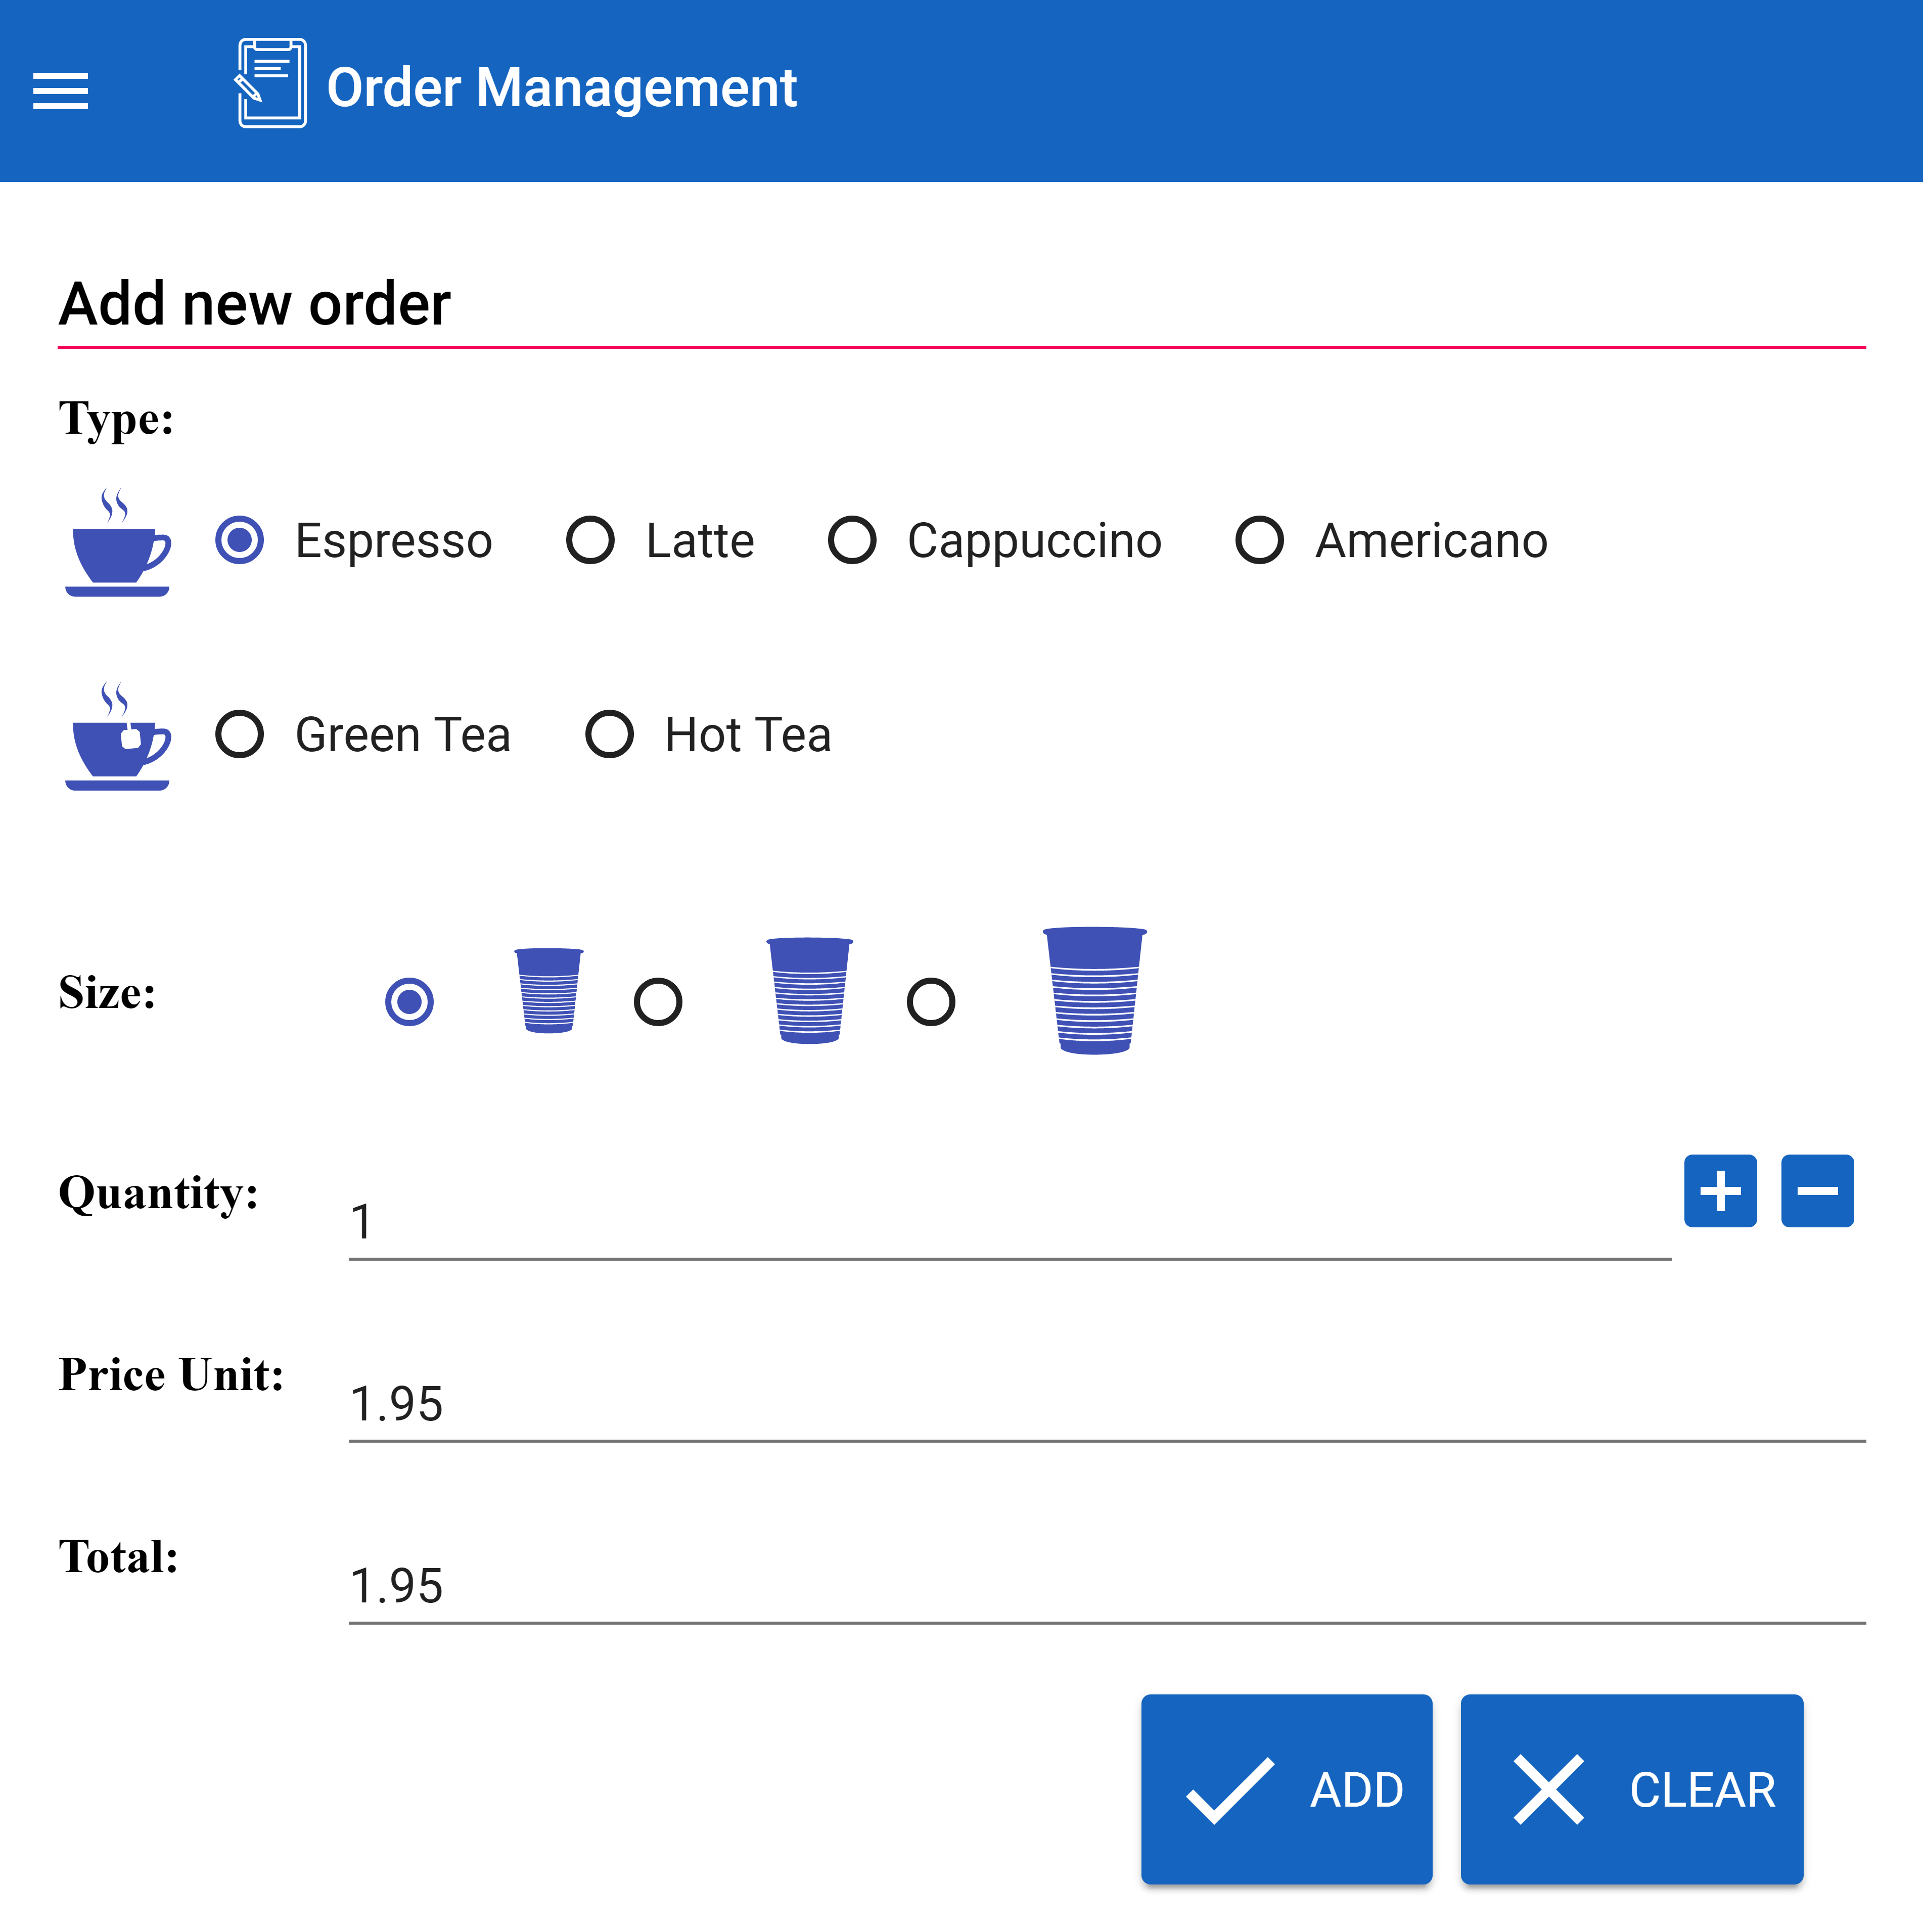 Order Management
Add new order
Type:
Espresso Latte Cappuccino Americano
Green Tea Hot Tea
Size:
Quantity: 1
Price Unit: 1.95
Total: 1.95
ADD CLEAR